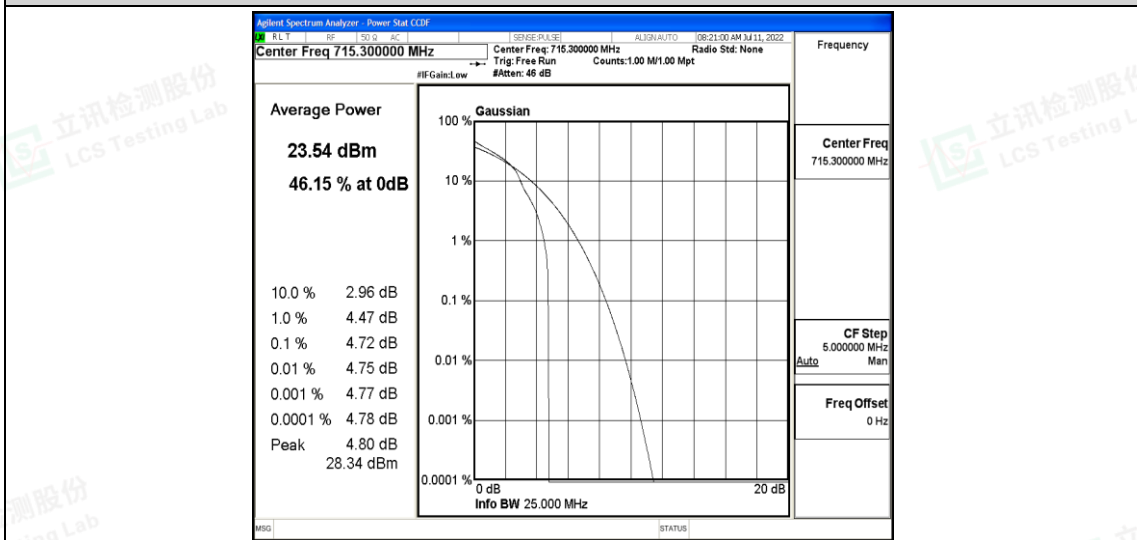 Agilent Spectrum Analyzer - Power Stat CCDF
RLT RF 50 Ω AC SENSE:PULSE ALIGNAUTO 08:21:00 AM Jul 11, 2022
Center Freq 715.300000 MHz
Center Freq: 715.300000 MHz Radio Std: None
Trig: Free Run Counts:1.00 M/1.00 Mpt
#IFGain:Low #Atten: 46 dB
Frequency
Average Power
23.54 dBm
46.15 % at 0dB
10.0 % 2.96 dB
1.0 % 4.47 dB
0.1 % 4.72 dB
0.01 % 4.75 dB
0.001 % 4.77 dB
0.0001 % 4.78 dB
Peak 4.80 dB
28.34 dBm
Gaussian
100 %
10 %
1 %
0.1 %
0.01 %
0.001 %
0.0001 %
0 dB 20 dB
Info BW 25.000 MHz
Center Freq
715.300000 MHz
CF Step
5.000000 MHz
Auto Man
Freq Offset
0 Hz
MSG STATUS
立讯检测股份
LCS Testing Lab
立讯检测股份
LCS Testing L
测股份
ng Lab
立